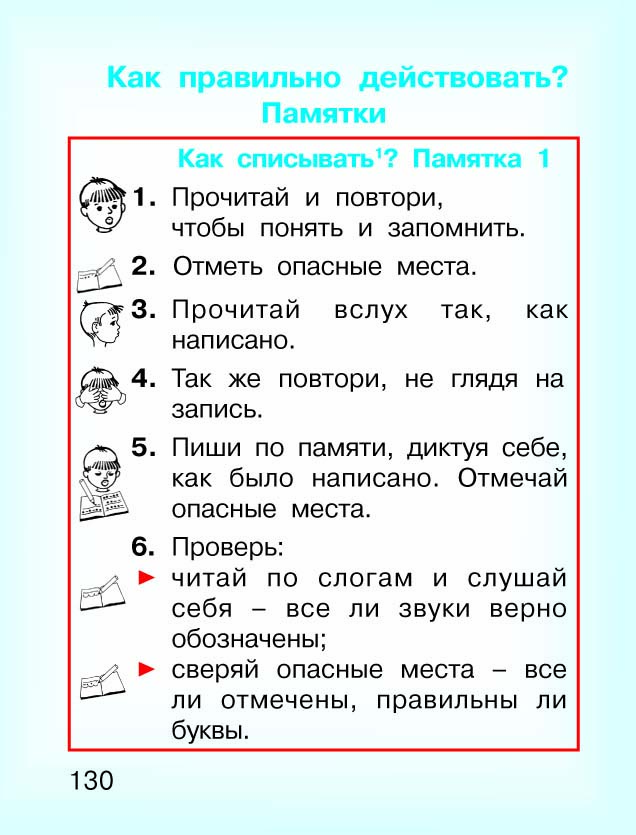 Как правильно действовать?
Памятки
Как списывать¹? Памятка 1
1. Прочитай и повтори,
чтобы понять и запомнить.
2. Отметь опасные места.
3. Прочитай вслух так, как
написано.
4. Так же повтори, не глядя на
запись.
5. Пиши по памяти, диктуя себе,
как было написано. Отмечай
опасные места.
6. Проверь:
► читай по слогам и слушай
себя – все ли звуки верно
обозначены;
► сверяй опасные места – все
ли отмечены, правильны ли
буквы.
130